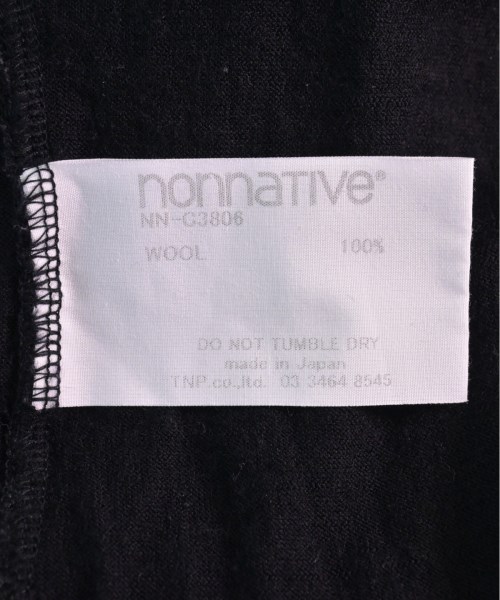 nonnative®
NN-C3806
WOOL 100%
DO NOT TUMBLE DRY
made in Japan
TNP.co.,ltd. 03 3464 8545